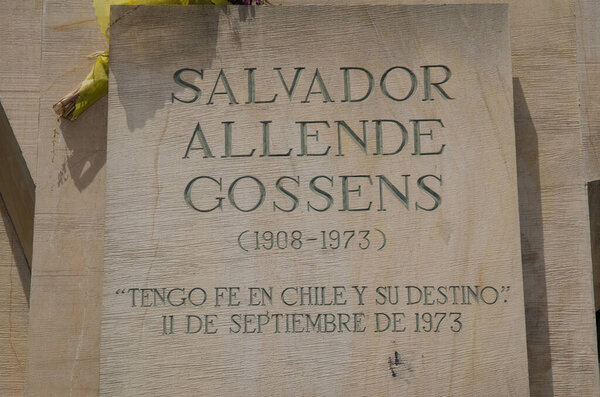 SALVADOR
ALLENDE
GOSSENS
(1908-1973)
"TENGO FE EN CHILE Y SU DESTINO".
11 DE SEPTIEMBRE DE 1973